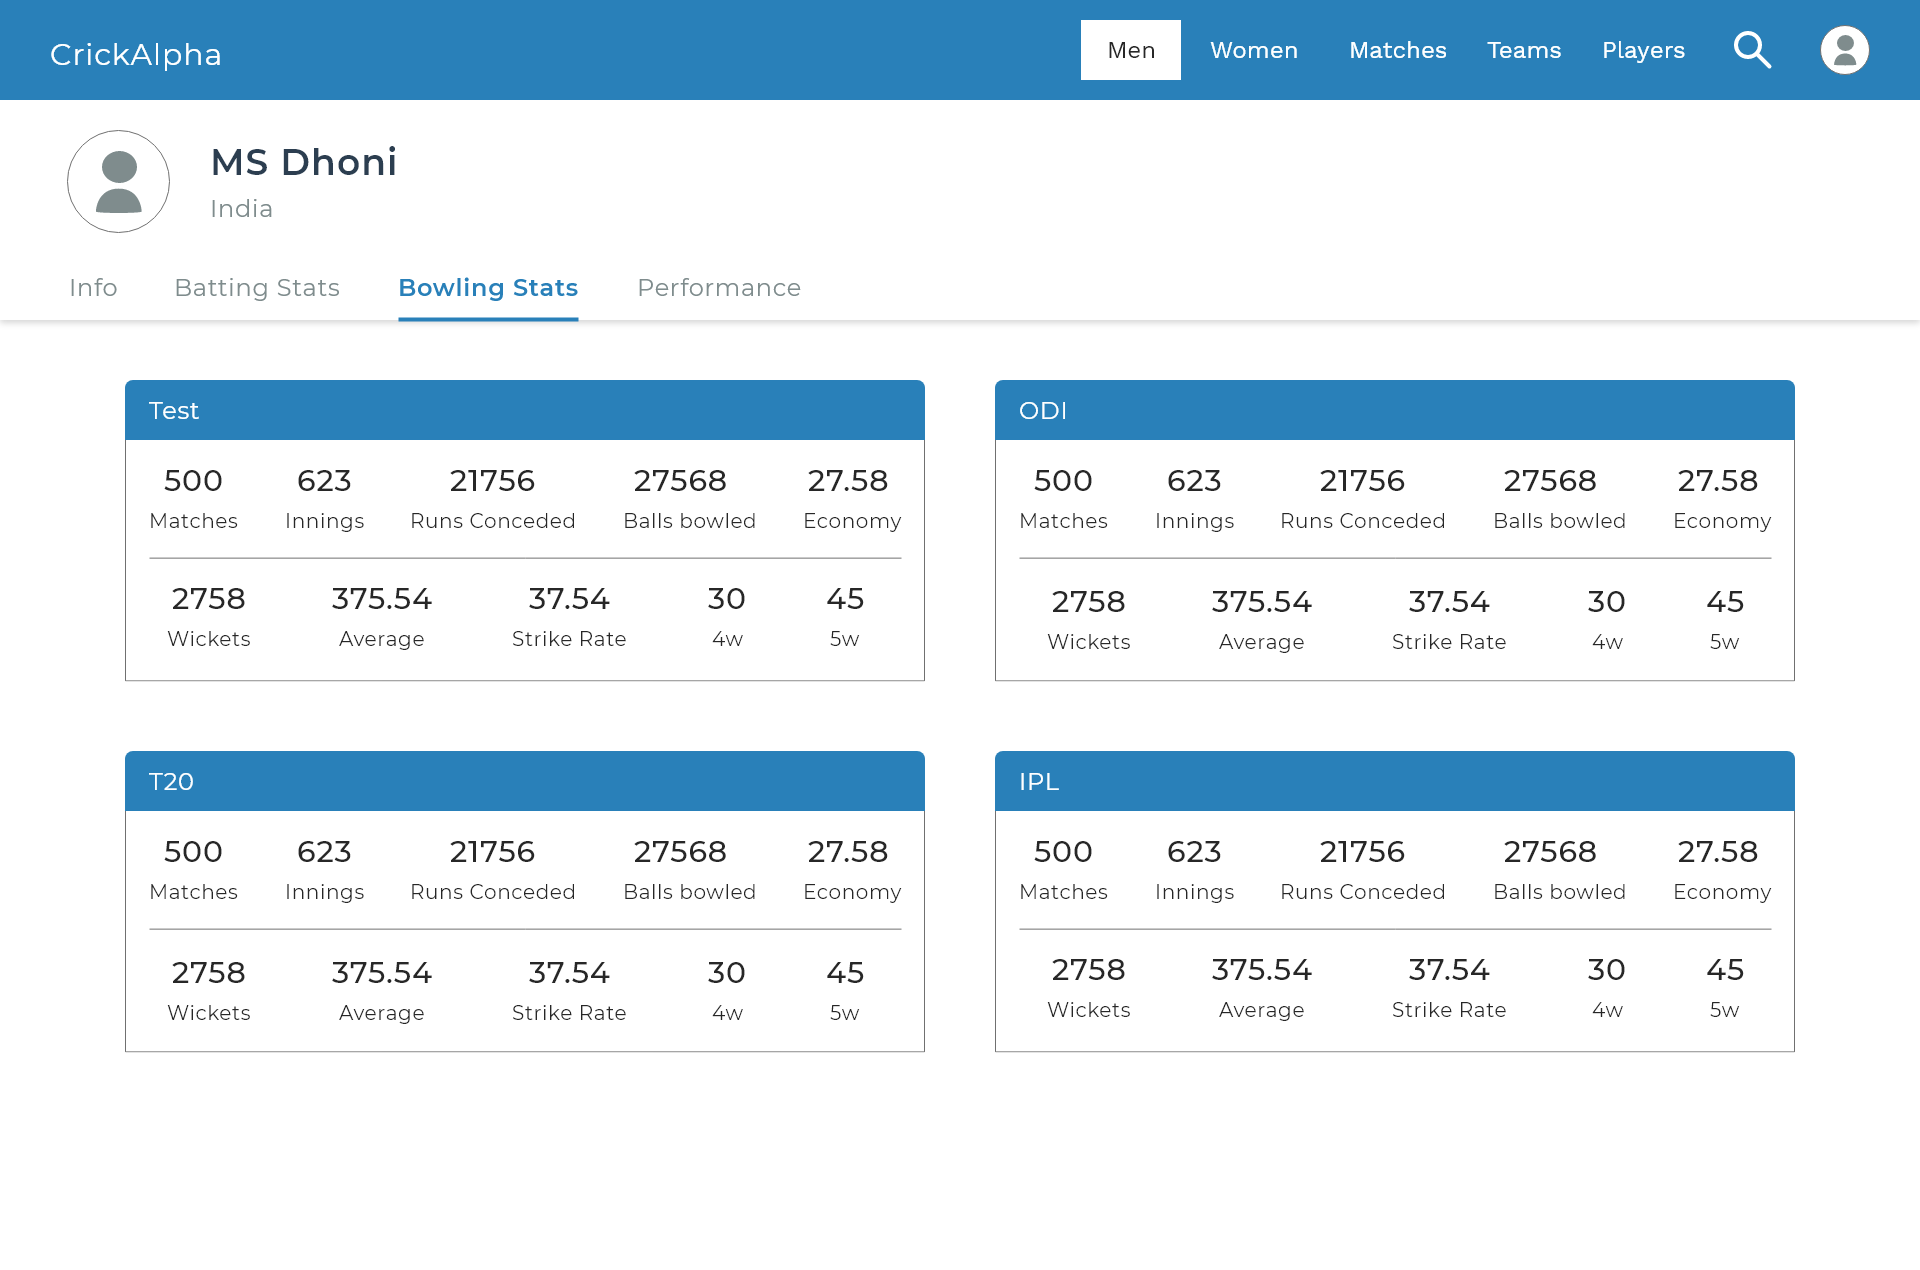 CrickAlpha
Men Women Matches Teams Players
MS Dhoni
India
Info Batting Stats Bowling Stats Performance
Test
500 623 21756 27568 27.58
Matches Innings Runs Conceded Balls bowled Economy
2758 375.54 37.54 30 45
Wickets Average Strike Rate 4w 5w
ODI
500 623 21756 27568 27.58
Matches Innings Runs Conceded Balls bowled Economy
2758 375.54 37.54 30 45
Wickets Average Strike Rate 4w 5w
T20
500 623 21756 27568 27.58
Matches Innings Runs Conceded Balls bowled Economy
2758 375.54 37.54 30 45
Wickets Average Strike Rate 4w 5w
IPL
500 623 21756 27568 27.58
Matches Innings Runs Conceded Balls bowled Economy
2758 375.54 37.54 30 45
Wickets Average Strike Rate 4w 5w